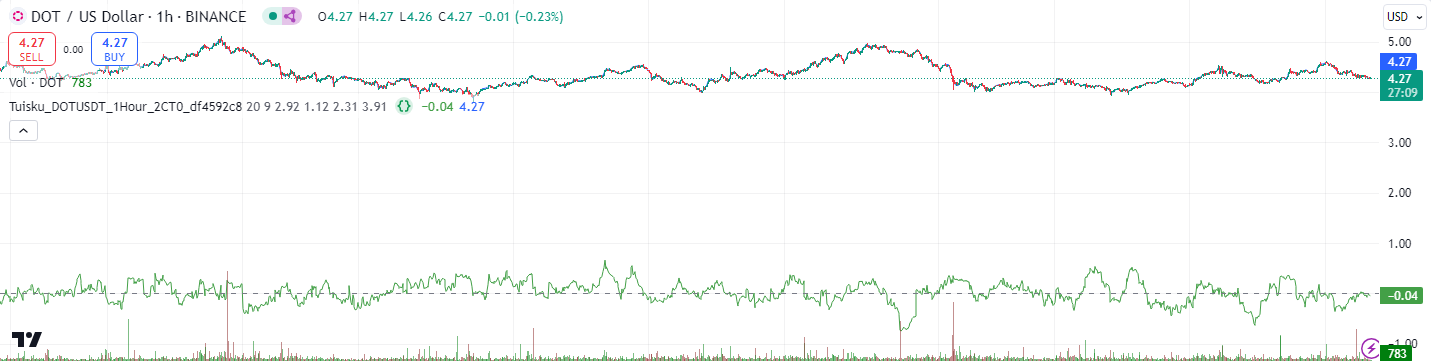 DOT / US Dollar · 1h · BINANCE O4.27 H4.27 L4.26 C4.27 −0.01 (−0.23%)
USD
4.27
SELL
0.00
4.27
BUY
Vol · DOT 783
Tuisku_DOTUSDT_1Hour_2CT0_df4592c8 20 9 2.92 1.12 2.31 3.91 −0.04 4.27
5.00
4.27
4.27
27:09
3.00
2.00
1.00
−0.04
−1.00
783